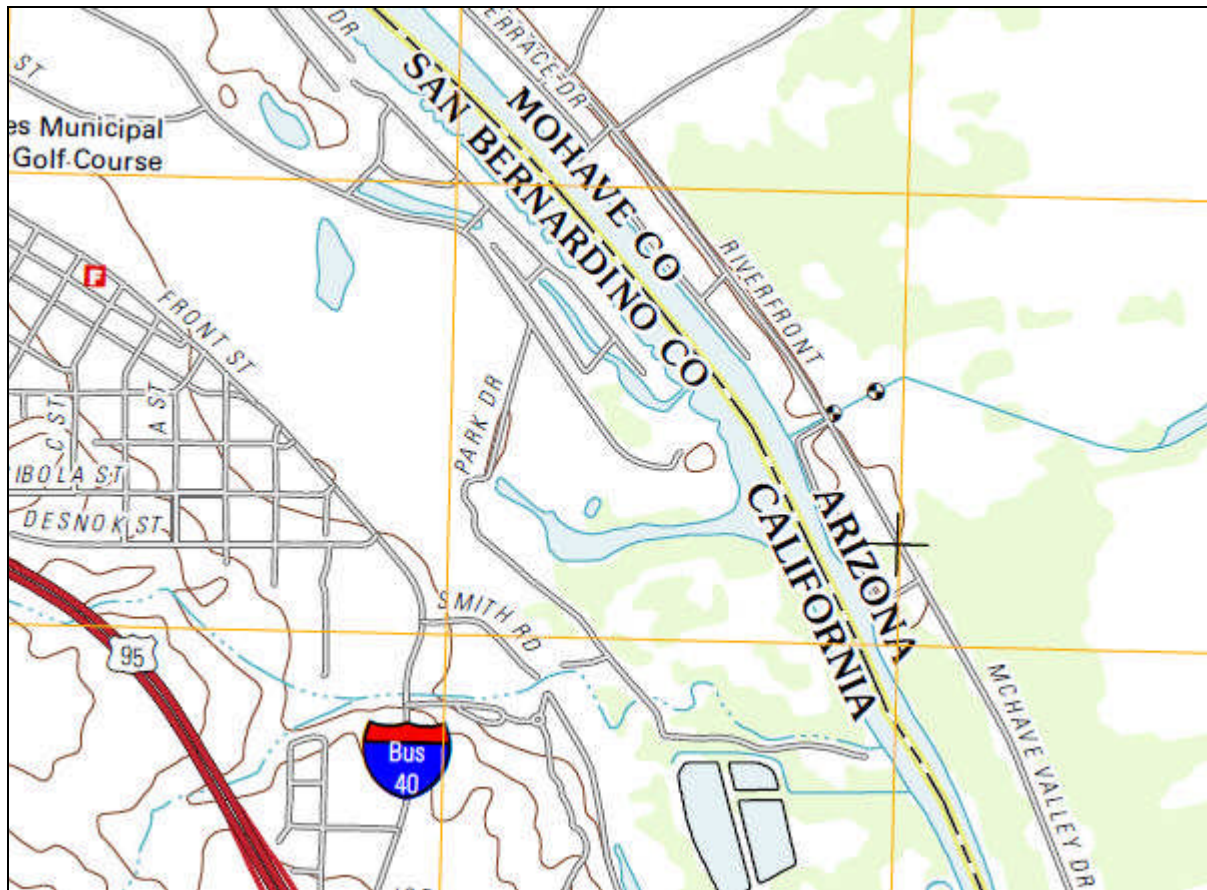 DR
ERRACE DR
ST
es Municipal
Golf Course
MOHAVE CO
SAN BERNARDINO CO
RIVERFRONT
F
FRONT ST
PARK DR
C ST
A ST
IBOLA ST
DESNOK ST
ARIZONA
CALIFORNIA
SMITH RD
95
Bus
40
MCHAVE VALLEY DR